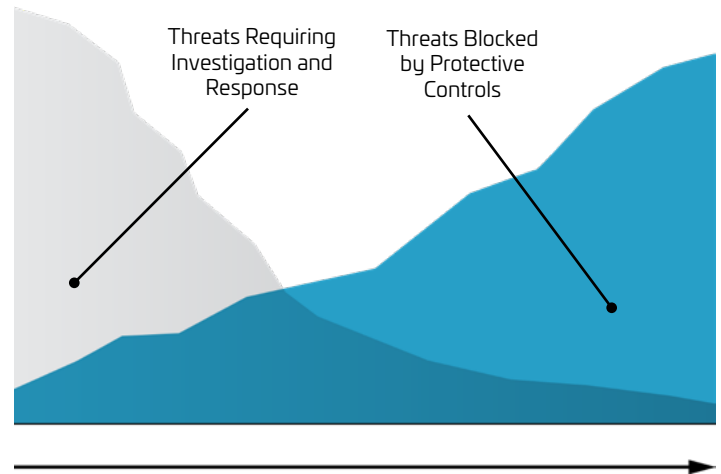 Threats Requiring
Investigation and
Response
Threats Blocked
by Protective
Controls